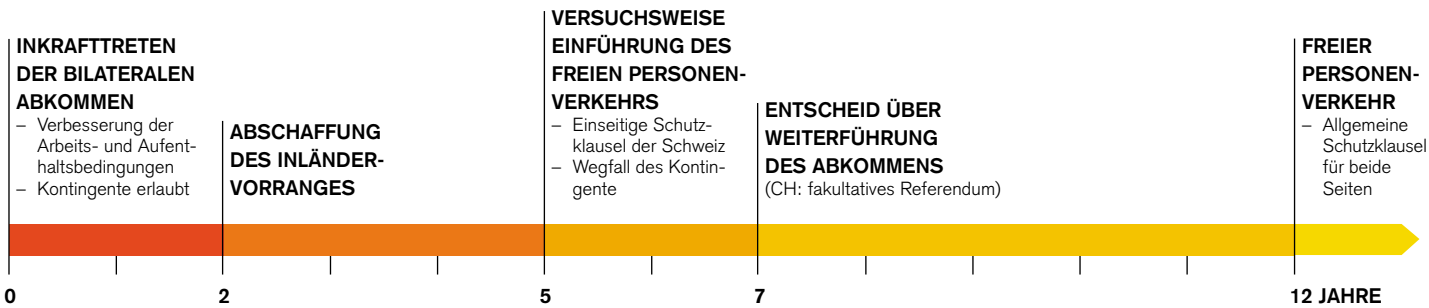 INKRAFTTRETEN
DER BILATERALEN
ABKOMMEN
– Verbesserung der
Arbeits- und Aufent-
haltsbedingungen
– Kontingente erlaubt
ABSCHAFFUNG
DES INLÄNDER-
VORRANGES
VERSUCHSWEISE
EINFÜHRUNG DES
FREIEN PERSONEN-
VERKEHRS
– Einseitige Schutz-
klausel der Schweiz
– Wegfall des Kontin-
gente
ENTSCHEID ÜBER
WEITERFÜHRUNG
DES ABKOMMENS
(CH: fakultatives Referendum)
FREIER
PERSONEN-
VERKEHR
– Allgemeine
Schutzklausel
für beide
Seiten
0 2 5 7 12 JAHRE